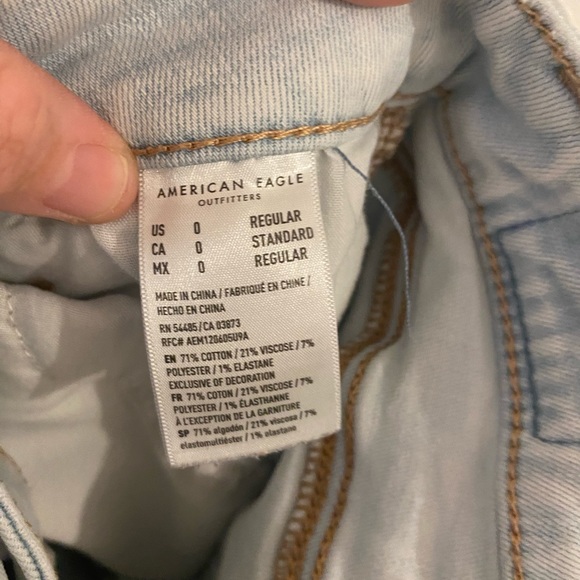 AMERICAN EAGLE
OUTFITTERS
US 0 REGULAR
CA 0 STANDARD
MX 0 REGULAR
MADE IN CHINA / FABRIQUÉ EN CHINE /
HECHO EN CHINA
RN 54485/CA 03873
RFC# AEM120605U9A
EN 71% COTTON / 21% VISCOSE / 7%
POLYESTER / 1% ELASTANE
EXCLUSIVE OF DECORATION
FR 71% COTON / 21% VISCOSE / 7%
POLYESTER / 1% ÉLASTHANNE
À L'EXCEPTION DE LA GARNITURE
SP 71% algodón / 21% viscosa / 7%
elastomultiéster / 1% elastano